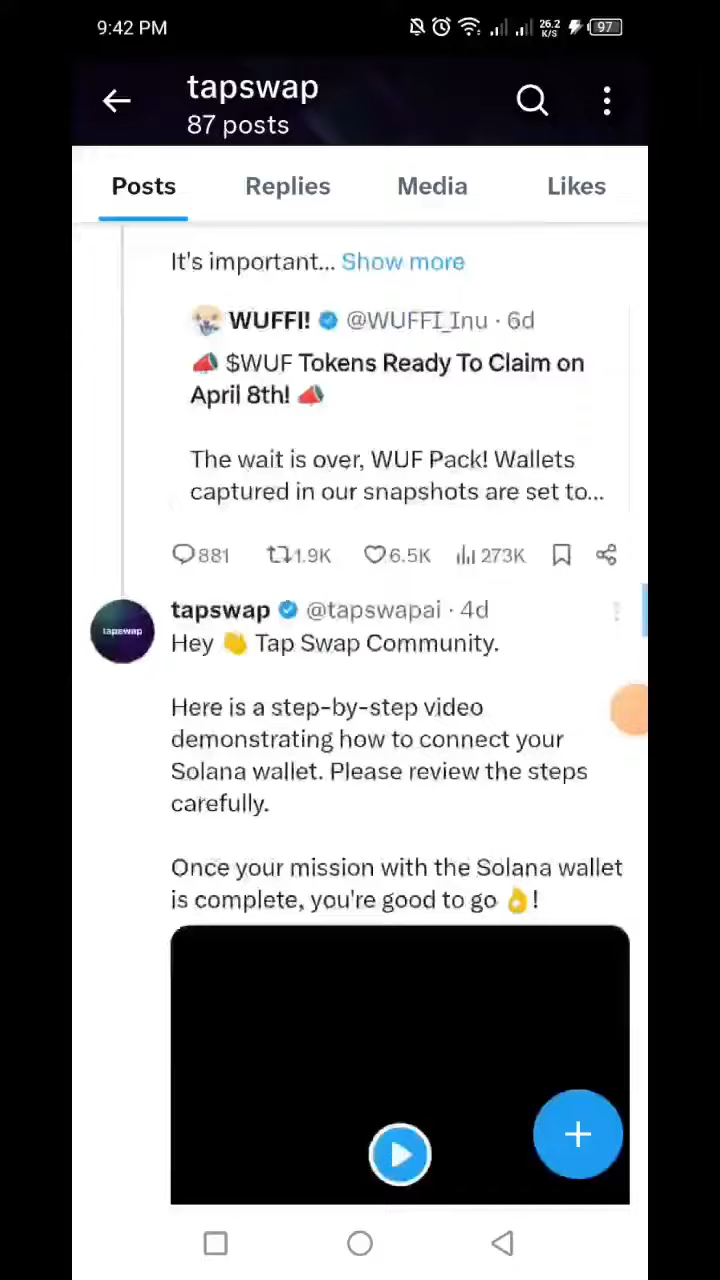 9:42 PM
26.2 K/S
97
tapswap
87 posts
Posts Replies Media Likes
It's important... Show more
WUFFI! @WUFFI_Inu · 6d
📣 $WUF Tokens Ready To Claim on
April 8th! 📣
The wait is over, WUF Pack! Wallets
captured in our snapshots are set to...
881 1.9K 6.5K 273K
tapswap
tapswap @tapswapai · 4d
Hey 👋 Tap Swap Community.
Here is a step-by-step video
demonstrating how to connect your
Solana wallet. Please review the steps
carefully.
Once your mission with the Solana wallet
is complete, you're good to go 👌!